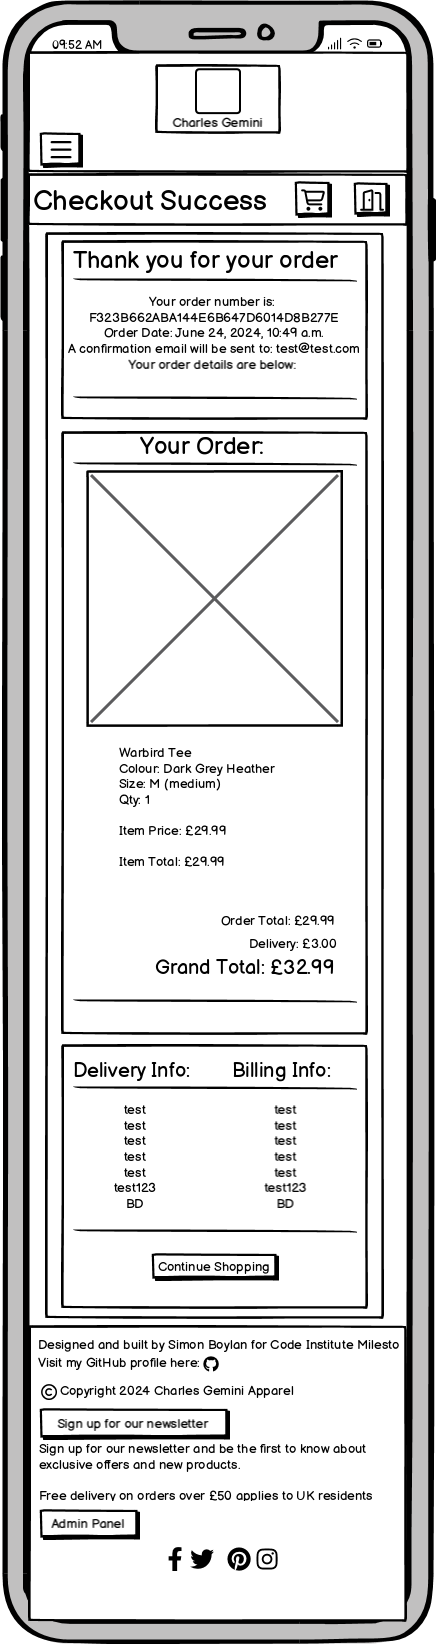 09:52 AM
Charles Gemini
Checkout Success
Thank you for your order
Your order number is:
F323B662ABA144E6B647D6014D8B277E
Order Date: June 24, 2024, 10:49 a.m.
A confirmation email will be sent to: test@test.com
Your order details are below:
Your Order:
Warbird Tee
Colour: Dark Grey Heather
Size: M (medium)
Qty: 1
Item Price: £29.99
Item Total: £29.99
Order Total: £29.99
Delivery: £3.00
Grand Total: £32.99
Delivery Info: Billing Info:
test test
test test
test test
test test
test test
test123 test123
BD BD
Continue Shopping
Designed and built by Simon Boylan for Code Institute Milesto
Visit my GitHub profile here:
© Copyright 2024 Charles Gemini Apparel
Sign up for our newsletter
Sign up for our newsletter and be the first to know about
exclusive offers and new products.
Free delivery on orders over £50 applies to UK residents
Admin Panel